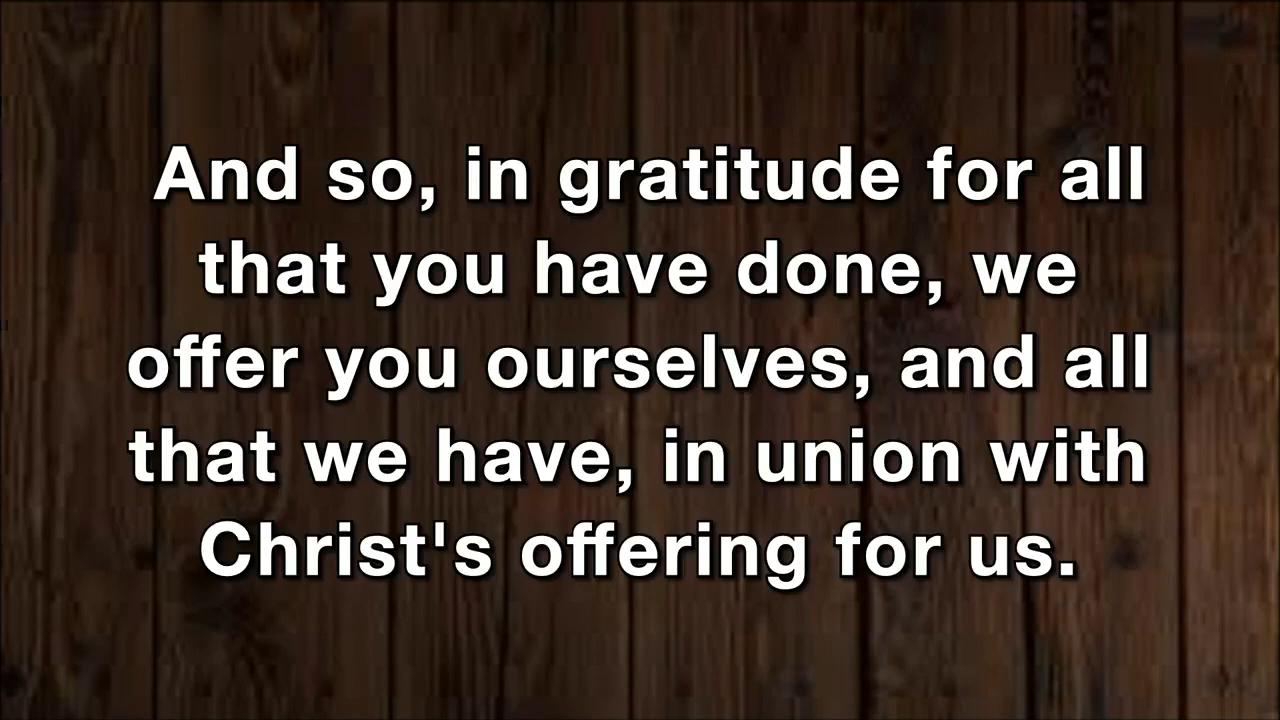 And so, in gratitude for all
that you have done, we
offer you ourselves, and all
that we have, in union with
Christ's offering for us.